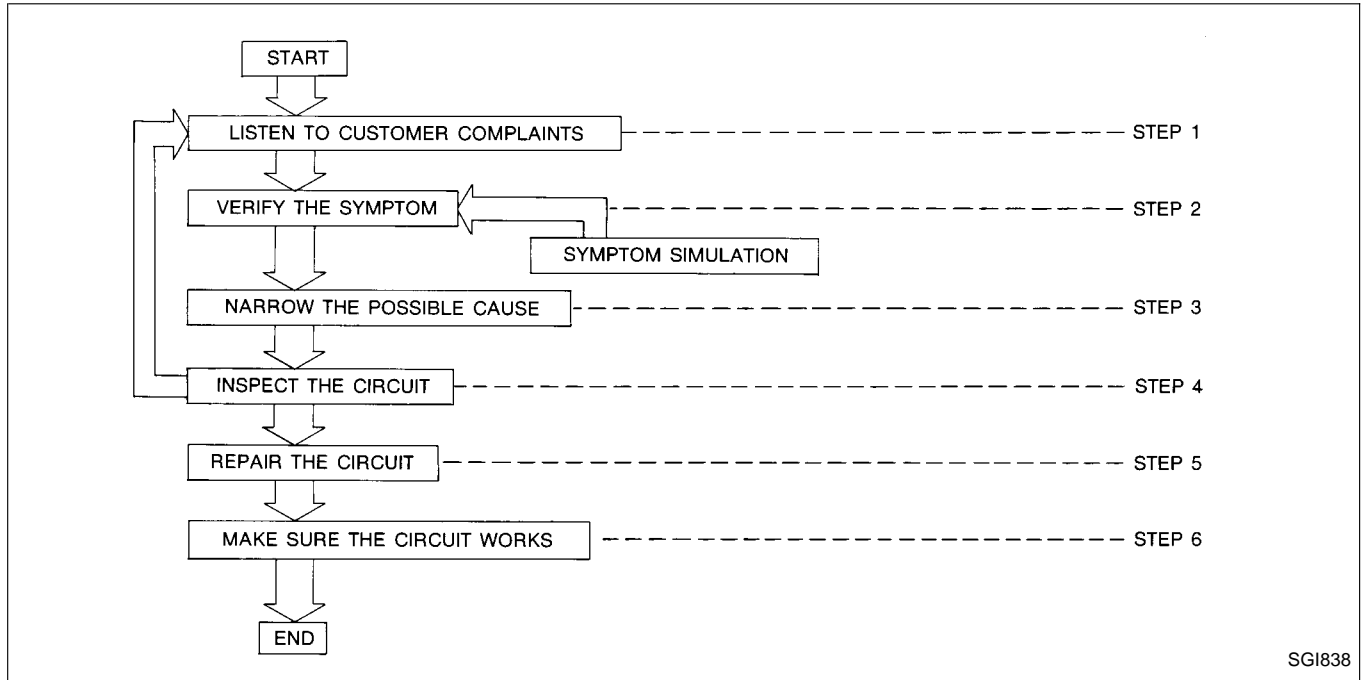 START
LISTEN TO CUSTOMER COMPLAINTS STEP 1
VERIFY THE SYMPTOM STEP 2
SYMPTOM SIMULATION
NARROW THE POSSIBLE CAUSE STEP 3
INSPECT THE CIRCUIT STEP 4
REPAIR THE CIRCUIT STEP 5
MAKE SURE THE CIRCUIT WORKS STEP 6
END
SGI838